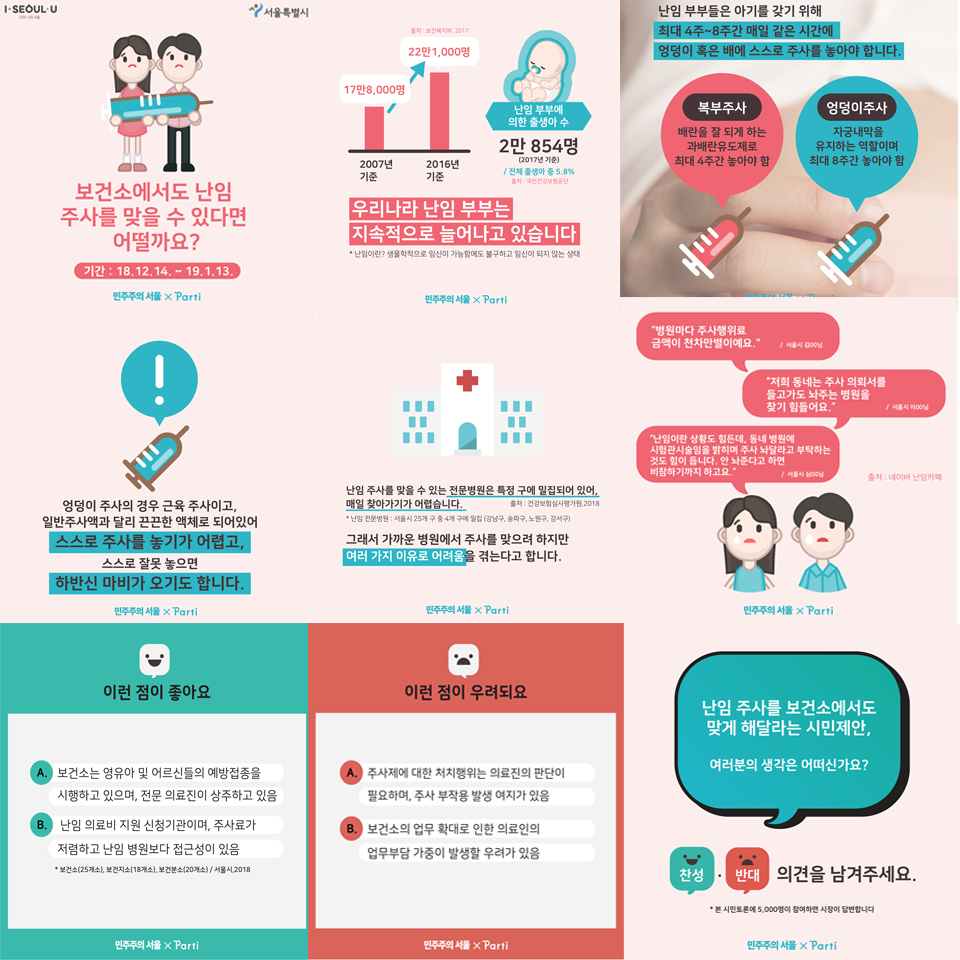 I·SEOUL·U
너와 나의 서울
서울특별시
보건소에서도 난임
주사를 맞을 수 있다면
어떨까요?
기간 : 18.12.14. ~ 19.1.13.
민주주의 서울 × Parti
출처 : 보건복지부, 2017
22만1,000명
17만8,000명
2007년
기준
2016년
기준
난임 부부에
의한 출생아 수
2만 854명
(2017년 기준)
/ 전체 출생아 중 5.8%
출처 : 국민건강보험공단
우리나라 난임 부부는
지속적으로 늘어나고 있습니다
* 난임이란? 생물학적으로 임신이 가능함에도 불구하고 임신이 되지 않는 상태
민주주의 서울 × Parti
난임 부부들은 아기를 갖기 위해
최대 4주~8주간 매일 같은 시간에
엉덩이 혹은 배에 스스로 주사를 놓아야 합니다.
복부주사
배란을 잘 되게 하는
과배란유도제로
최대 4주간 놓아야 함
엉덩이주사
자궁내막을
유지하는 역할이며
최대 8주간 놓아야 함
민주주의 서울 × Parti
엉덩이 주사의 경우 근육 주사이고,
일반주사액과 달리 끈끈한 액체로 되어있어
스스로 주사를 놓기가 어렵고,
스스로 잘못 놓으면
하반신 마비가 오기도 합니다.
민주주의 서울 × Parti
난임 주사를 맞을 수 있는 전문병원은 특정 구에 밀집되어 있어,
매일 찾아가기가 어렵습니다.
출처 : 건강보험심사평가원,2018
* 난임 전문병원 : 서울시 25개 구 중 4개 구에 밀집 (강남구, 송파구, 노원구, 강서구)
그래서 가까운 병원에서 주사를 맞으려 하지만
여러 가지 이유로 어려움을 겪는다고 합니다.
민주주의 서울 × Parti
"병원마다 주사행위료
금액이 천차만별이예요."
/ 서울시 김00님
"저희 동네는 주사 의뢰서를
들고가도 놔주는 병원을
찾기 힘들어요."
/ 서울시 이00님
"난임이란 상황도 힘든데, 동네 병원에
시험관시술임을 밝히며 주사 놔달라고 부탁하는
것도 힘이 듭니다. 안 놔준다고 하면
비참하기까지 하고요."
/ 서울시 심00님
출처 : 네이버 난임카페
민주주의 서울 × Parti
이런 점이 좋아요
A. 보건소는 영유아 및 어르신들의 예방접종을
시행하고 있으며, 전문 의료진이 상주하고 있음
B. 난임 의료비 지원 신청기관이며, 주사료가
저렴하고 난임 병원보다 접근성이 있음
* 보건소(25개소), 보건지소(18개소), 보건분소(20개소) / 서울시,2018
민주주의 서울 × Parti
이런 점이 우려되요
A. 주사제에 대한 처치행위는 의료진의 판단이
필요하며, 주사 부작용 발생 여지가 있음
B. 보건소의 업무 확대로 인한 의료인의
업무부담 가중이 발생할 우려가 있음
민주주의 서울 × Parti
난임 주사를 보건소에서도
맞게 해달라는 시민제안,
여러분의 생각은 어떠신가요?
찬성 · 반대 의견을 남겨주세요.
* 본 시민토론에 5,000명이 참여하면 시장이 답변합니다
민주주의 서울 × Parti